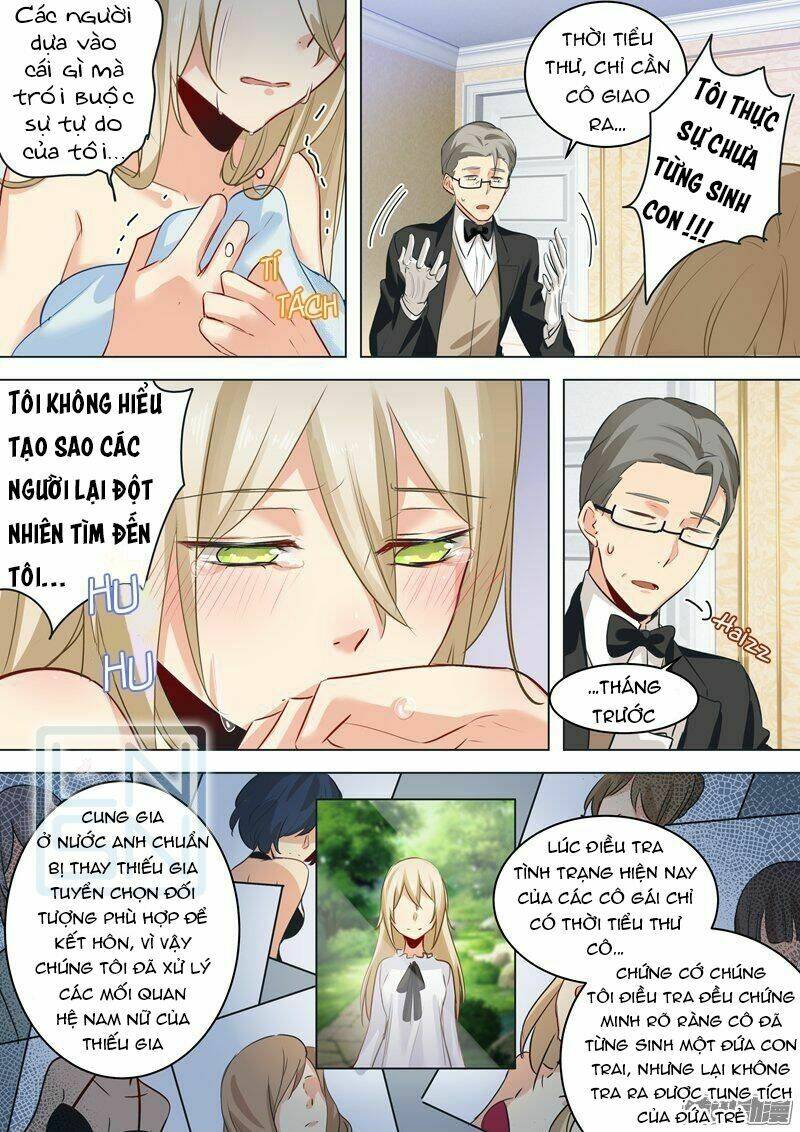 Các người
dựa vào
cái gì mà
trói buộc
sự tự do
của tôi...
TÍ
TÁCH
THỜI TIỂU
THƯ, CHỈ CẦN
CÔ GIAO
RA...
TÔI THỰC
SỰ CHƯA
TỪNG SINH
CON !!!
TÔI KHÔNG HIỂU
TẠO SAO CÁC
NGƯỜI LẠI ĐỘT
NHIÊN TÌM ĐẾN
TÔI...
HU
HU
Haizz
...THÁNG
TRƯỚC
CUNG GIA
Ở NƯỚC ANH CHUẨN
BỊ THAY THIẾU GIA
TUYỂN CHỌN ĐỐI
TƯỢNG PHÙ HỢP ĐỂ
KẾT HÔN, VÌ VẬY
CHÚNG TÔI ĐÃ XỬ LÝ
CÁC MỐI QUAN
HỆ NAM NỮ CỦA
THIẾU GIA
LÚC ĐIỀU TRA
TÌNH TRẠNG HIỆN NAY
CỦA CÁC CÔ GÁI CHỈ
CÓ THỜI TIỂU THƯ
CÔ...
CHỨNG CỚ CHÚNG
TÔI ĐIỀU TRA ĐỀU CHỨNG
MINH RÕ RÀNG CÔ ĐÃ
TỪNG SINH MỘT ĐỨA CON
TRAI, NHƯNG LẠI KHÔNG
TRA RA ĐƯỢC TUNG TÍCH
CỦA ĐỨA TRẺ